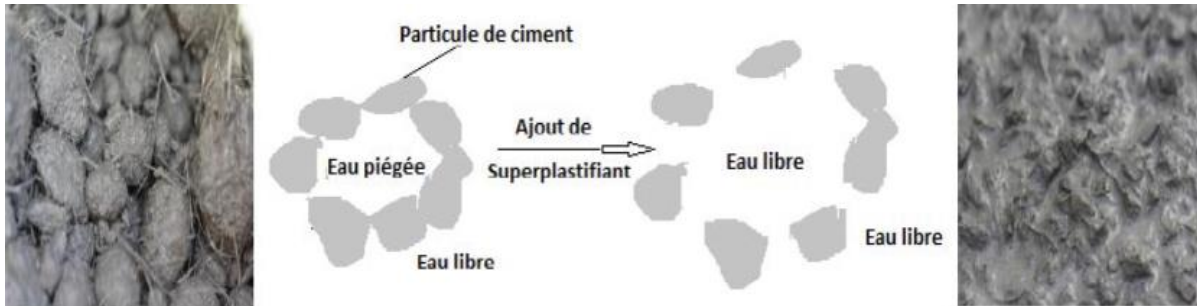 Particule de ciment
Eau piégée
Eau libre
Ajout de
Superplastifiant
Eau libre
Eau libre